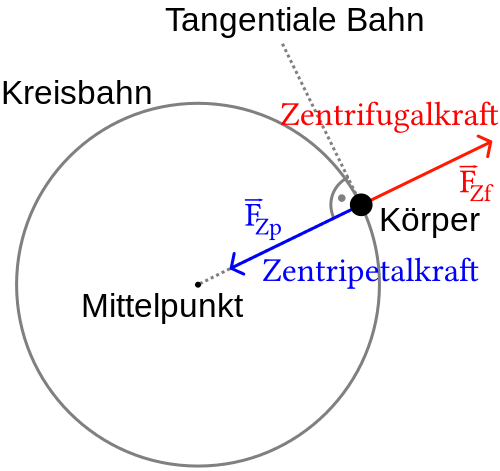 Tangentiale Bahn
Kreisbahn
Zentrifugalkraft
F⃗Zf
F⃗Zp
Körper
Zentripetalkraft
Mittelpunkt